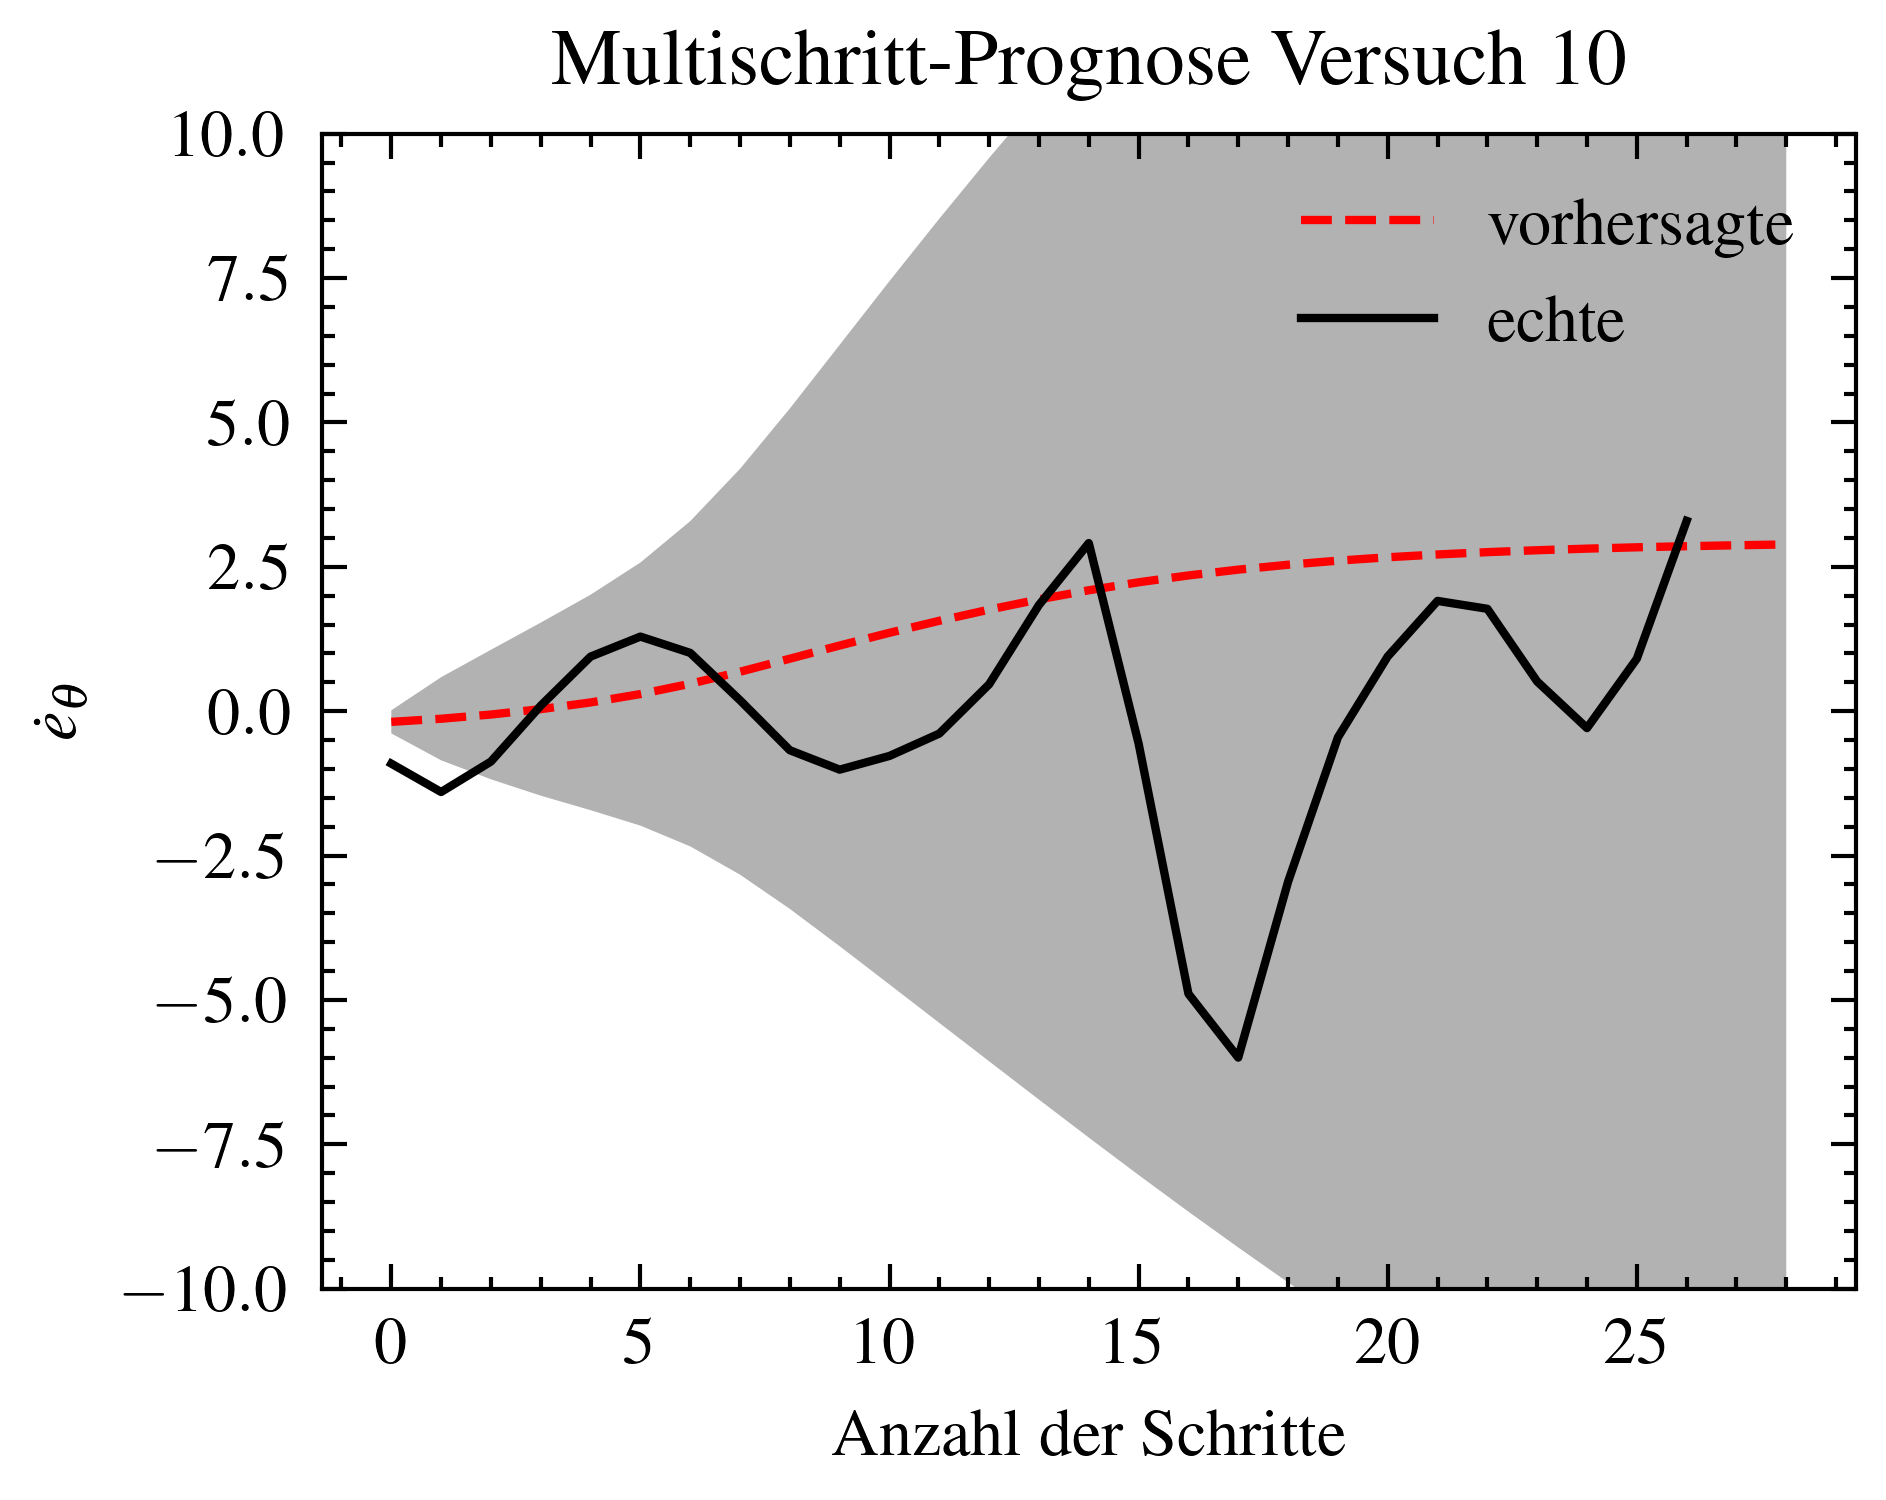 Multischritt-Prognose Versuch 10
10.0
7.5
5.0
2.5
0.0
−2.5
−5.0
−7.5
−10.0
ė_θ
vorhersagte
echte
0 5 10 15 20 25
Anzahl der Schritte